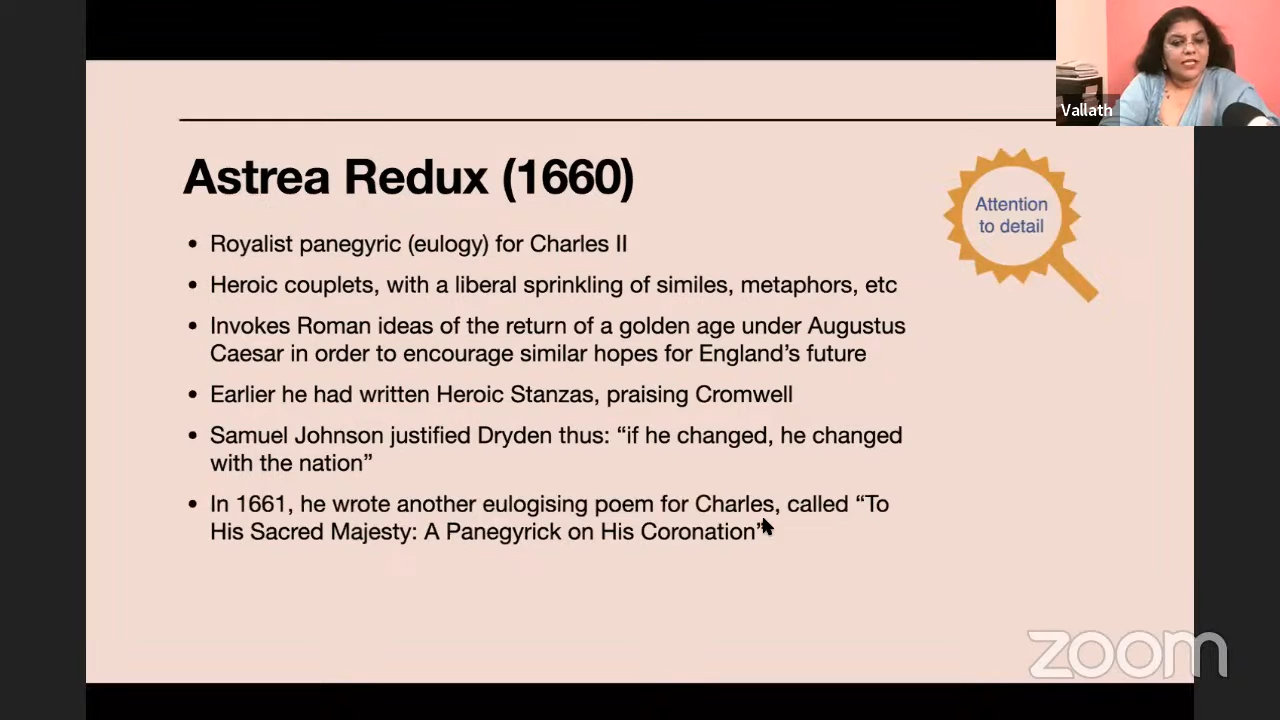 Vallath
Astrea Redux (1660)
Attention
to detail
• Royalist panegyric (eulogy) for Charles II
• Heroic couplets, with a liberal sprinkling of similes, metaphors, etc
• Invokes Roman ideas of the return of a golden age under Augustus
Caesar in order to encourage similar hopes for England’s future
• Earlier he had written Heroic Stanzas, praising Cromwell
• Samuel Johnson justified Dryden thus: “if he changed, he changed
with the nation”
• In 1661, he wrote another eulogising poem for Charles, called “To
His Sacred Majesty: A Panegyrick on His Coronation”
zoom